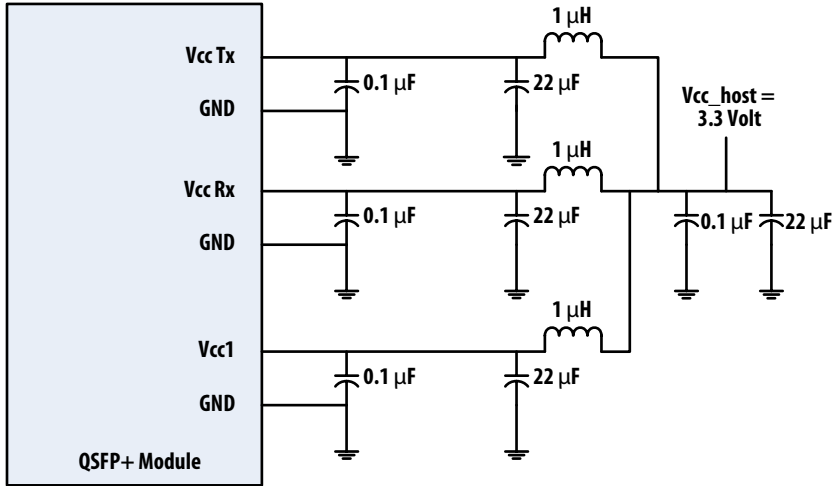 1 µH
Vcc Tx
0.1 µF
22 µF
GND
Vcc_host =
3.3 Volt
1 µH
Vcc Rx
0.1 µF
22 µF
0.1 µF
22 µF
GND
1 µH
Vcc1
0.1 µF
22 µF
GND
QSFP+ Module